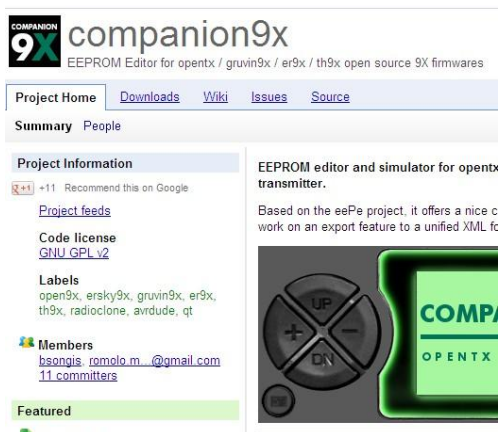 COMPANION
9X
companion9x
EEPROM Editor for opentx / gruvin9x / er9x / th9x open source 9X firmwares
Project Home Downloads Wiki Issues Source
Summary People
Project Information
+1 +11 Recommend this on Google
Project feeds
Code license
GNU GPL v2
Labels
open9x, ersky9x, gruvin9x, er9x,
th9x, radioclone, avrdude, qt
Members
bsongis, romolo.m...@gmail.com
11 committers
Featured
EEPROM editor and simulator for opentx
transmitter.
Based on the eePe project, it offers a nice c
work on an export feature to a unified XML fo
UP
+ -
DN
COMPA
OPENTX